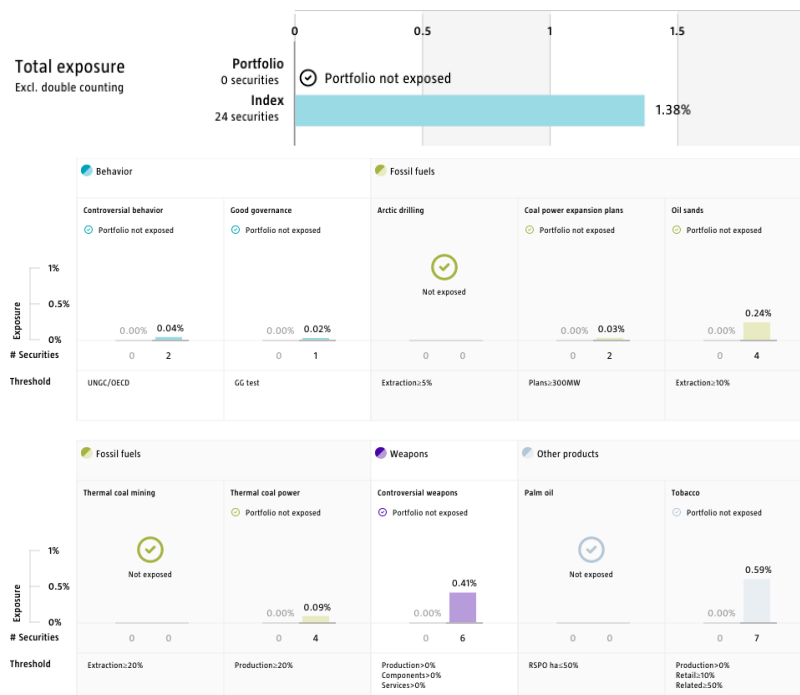 0 0.5 1 1.5
Total exposure
Excl. double counting
Portfolio
0 securities
Portfolio not exposed
Index
24 securities
1.38%
Behavior
Fossil fuels
Controversial behavior
Good governance
Arctic drilling
Coal power expansion plans
Oil sands
Portfolio not exposed
Portfolio not exposed
Portfolio not exposed
Portfolio not exposed
Not exposed
Exposure
1%
0.5%
0%
0.00% 0.04%
0.00% 0.02%
0.00% 0.03%
0.00% 0.24%
# Securities
0 2
0 1
0 0
0 2
0 4
Threshold
UNGC/OECD
GG test
Extraction≥5%
Plans≥300MW
Extraction≥10%
Fossil fuels
Weapons
Other products
Thermal coal mining
Thermal coal power
Controversial weapons
Palm oil
Tobacco
Portfolio not exposed
Portfolio not exposed
Portfolio not exposed
Not exposed
Not exposed
Exposure
1%
0.5%
0%
0.00% 0.09%
0.00% 0.41%
0.00% 0.59%
# Securities
0 0
0 4
0 6
0 0
0 7
Threshold
Extraction≥20%
Production≥20%
Production>0%
Components>0%
Services>0%
RSPO ha≤50%
Production>0%
Retail≥10%
Related≥50%